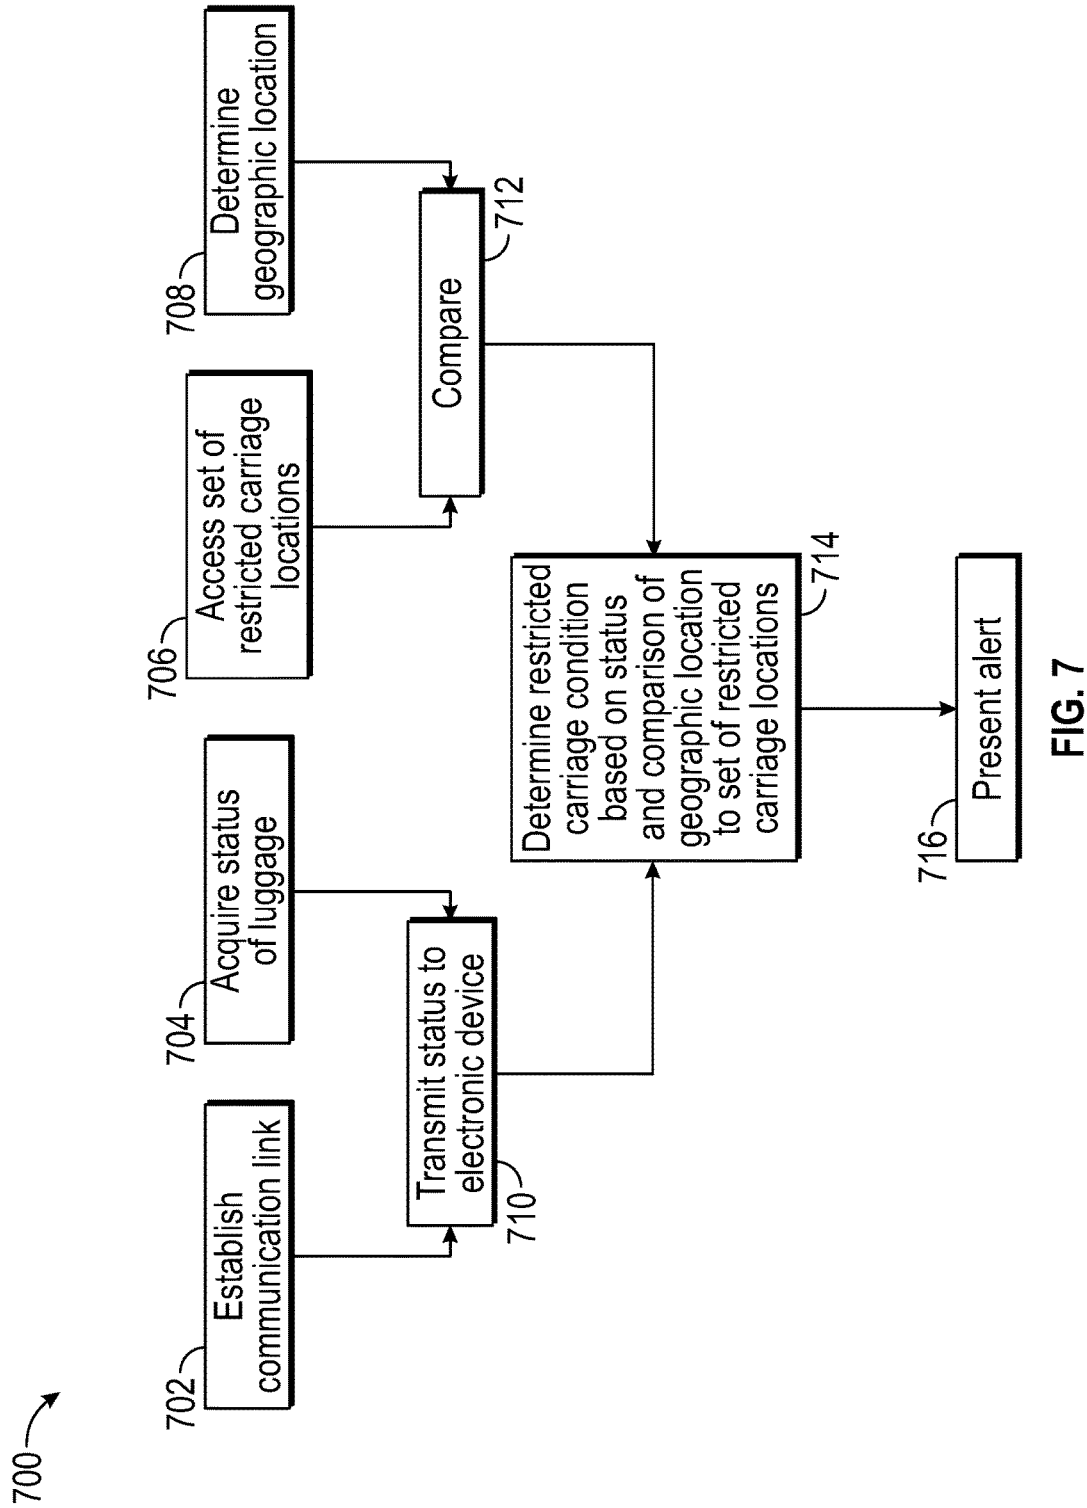 700
702
Establish
communication link
704
Acquire status
of luggage
706
Access set of
restricted carriage
locations
708
Determine
geographic location
710
Transmit status to
electronic device
Compare
712
Determine restricted
carriage condition
based on status
and comparison of
geographic location
to set of restricted
carriage locations
714
716
Present alert
FIG. 7